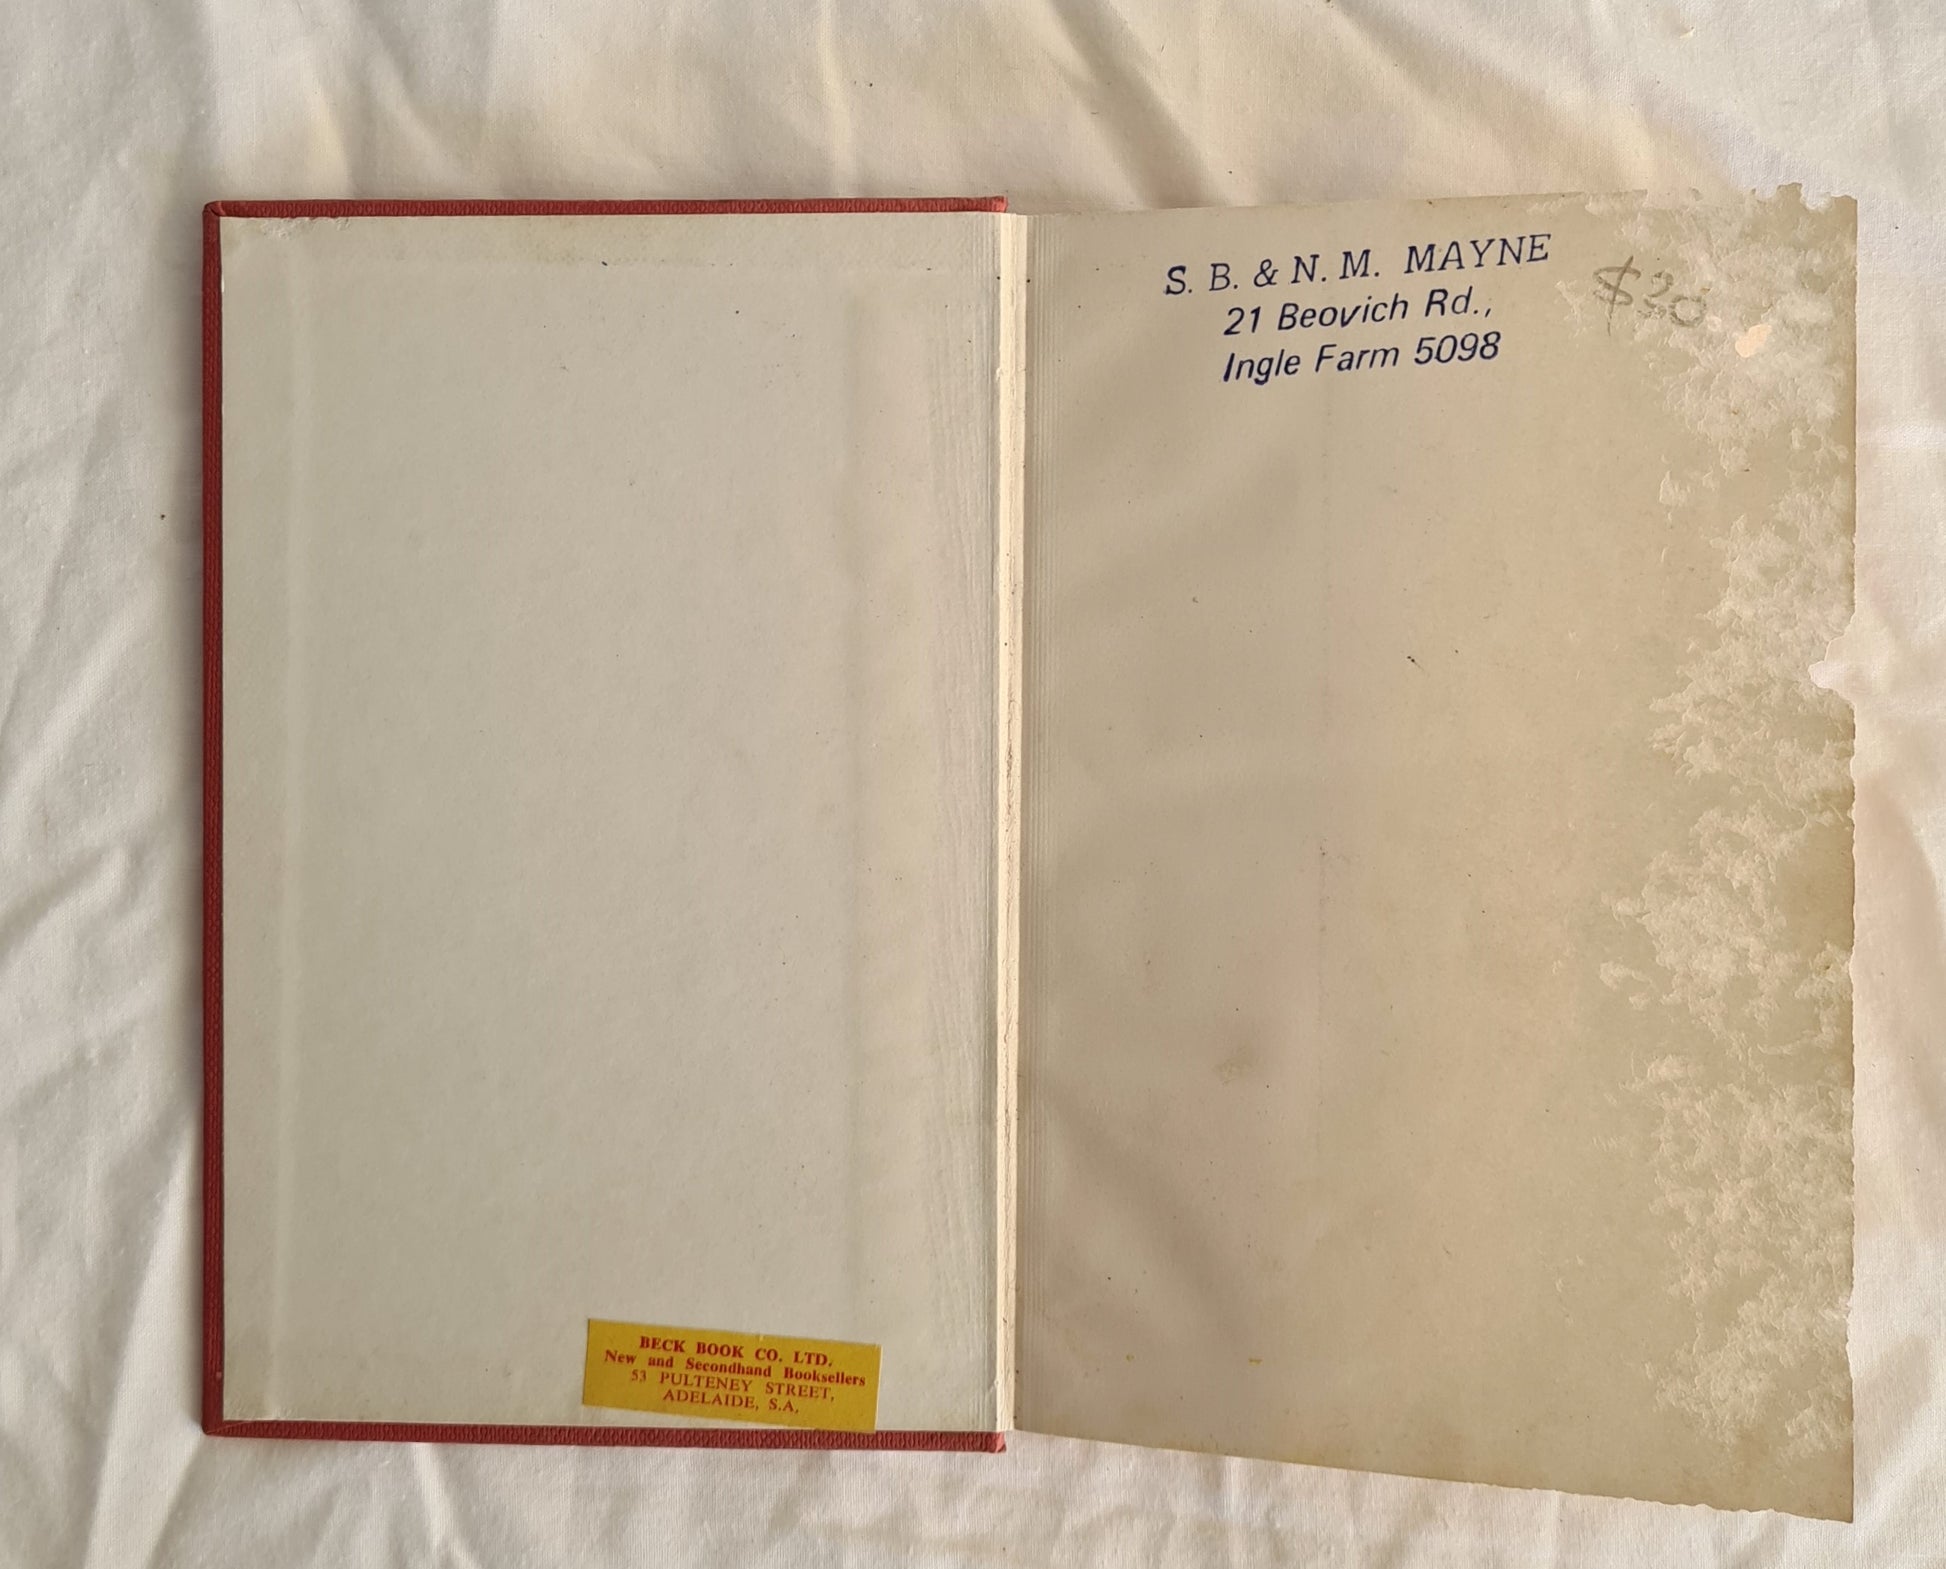 S. B. & N. M. MAYNE
21 Beovich Rd.,
Ingle Farm 5098
$30
BECK BOOK CO. LTD.
New and Secondhand Booksellers
53 PULTENEY STREET,
ADELAIDE, S.A.